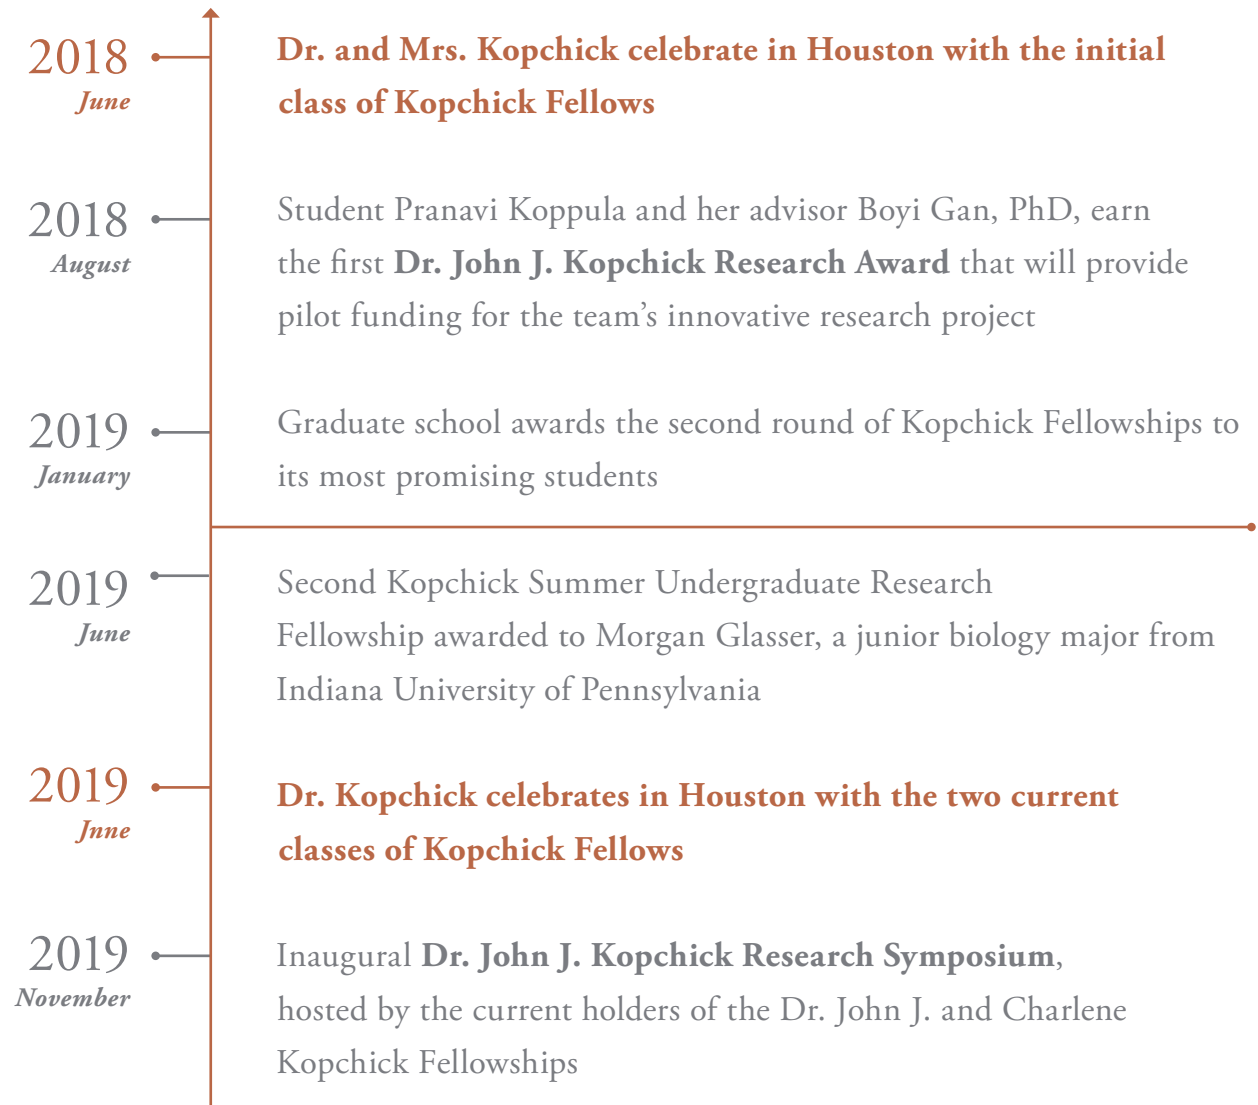 2018
June
Dr. and Mrs. Kopchick celebrate in Houston with the initial
class of Kopchick Fellows
2018
August
Student Pranavi Koppula and her advisor Boyi Gan, PhD, earn
the first Dr. John J. Kopchick Research Award that will provide
pilot funding for the team’s innovative research project
2019
January
Graduate school awards the second round of Kopchick Fellowships to
its most promising students
2019
June
Second Kopchick Summer Undergraduate Research
Fellowship awarded to Morgan Glasser, a junior biology major from
Indiana University of Pennsylvania
2019
Jnne
Dr. Kopchick celebrates in Houston with the two current
classes of Kopchick Fellows
2019
November
Inaugural Dr. John J. Kopchick Research Symposium,
hosted by the current holders of the Dr. John J. and Charlene
Kopchick Fellowships